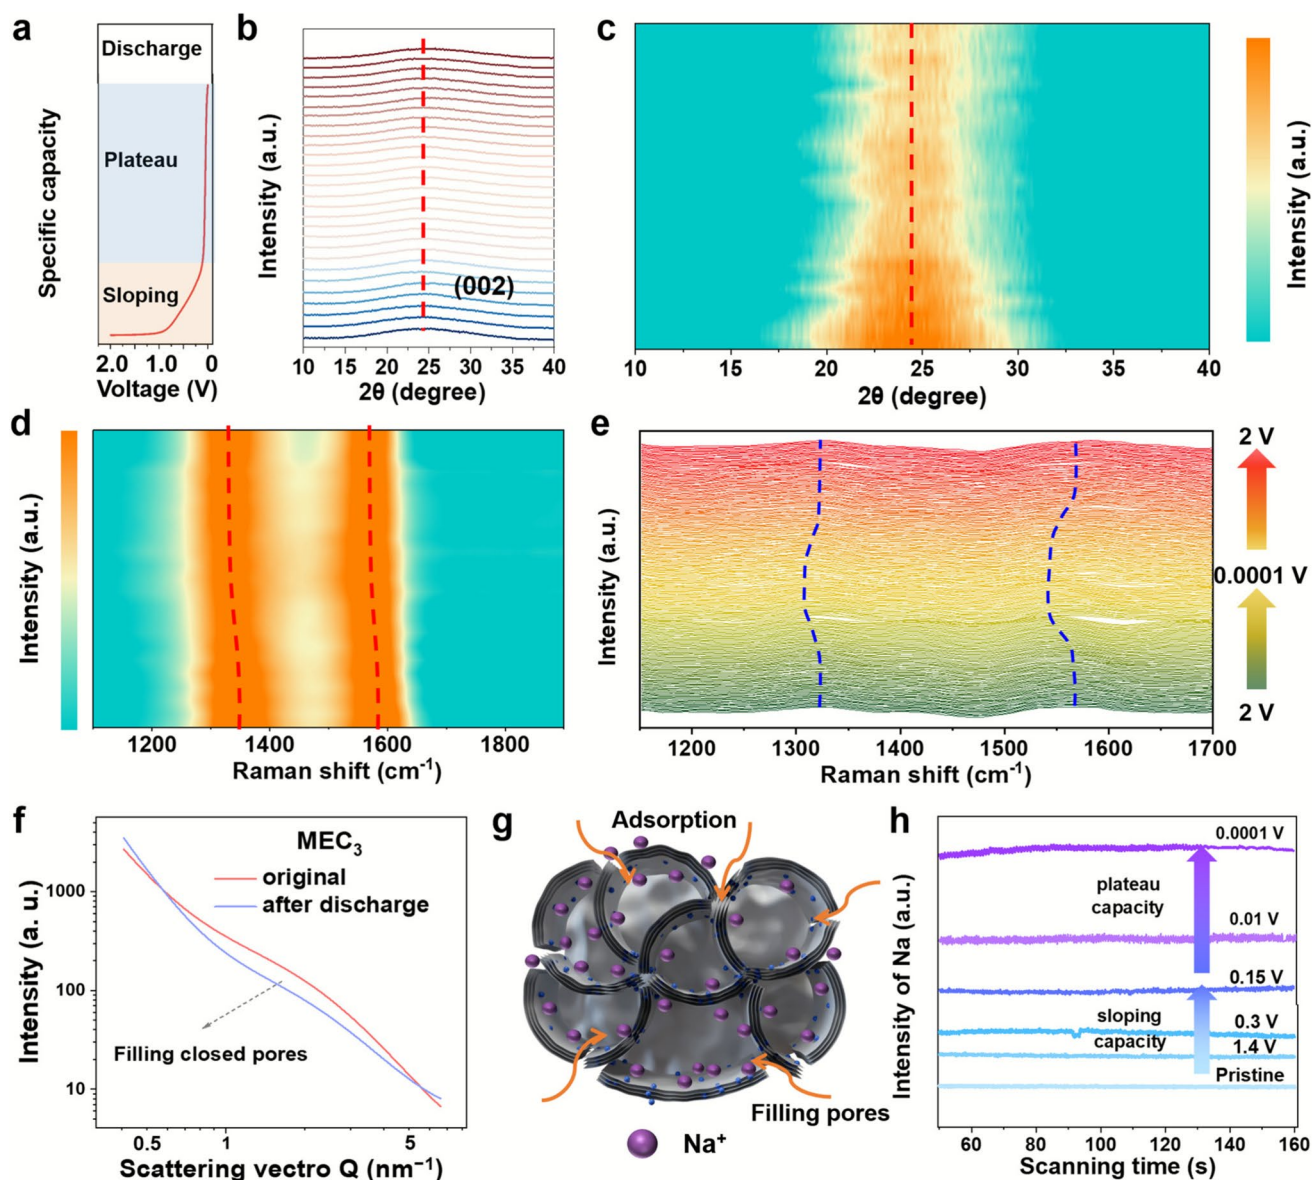 a
Discharge
Plateau
Sloping
Specific capacity
2.0 1.0 0
Voltage (V)
b
Intensity (a.u.)
(002)
10 15 20 25 30 35 40
2θ (degree)
c
10 15 20 25 30 35 40
2θ (degree)
Intensity (a.u.)
d
Intensity (a.u.)
1200 1400 1600 1800
Raman shift (cm⁻¹)
e
Intensity (a.u.)
2 V
0.0001 V
2 V
1200 1300 1400 1500 1600 1700
Raman shift (cm⁻¹)
f
MEC₃
original
after discharge
Intensity (a. u.)
1000
100
10
Filling closed pores
0.5 1 5
Scattering vectro Q (nm⁻¹)
g
Adsorption
Filling pores
Na⁺
h
Intensity of Na (a.u.)
0.0001 V
plateau
capacity
0.01 V
0.15 V
sloping
capacity
0.3 V
1.4 V
Pristine
60 80 100 120 140 160
Scanning time (s)